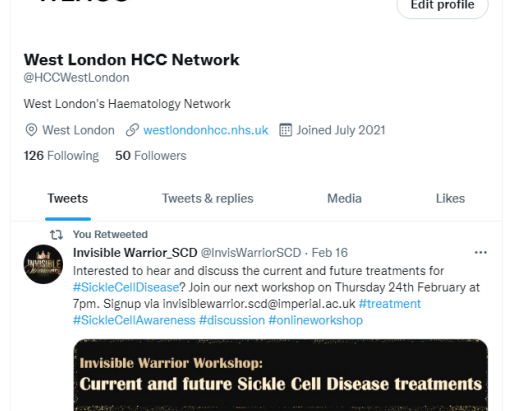 Edit profile
West London HCC Network
@HCCWestLondon
West London's Haematology Network
West London westlondonhcc.nhs.uk Joined July 2021
126 Following 50 Followers
Tweets Tweets & replies Media Likes
You Retweeted
Invisible Warrior_SCD @InvisWarriorSCD · Feb 16
Interested to hear and discuss the current and future treatments for
#SickleCellDisease? Join our next workshop on Thursday 24th February at
7pm. Signup via invisiblewarrior.scd@imperial.ac.uk #treatment
#SickleCellAwareness #discussion #onlineworkshop
Invisible Warrior Workshop:
Current and future Sickle Cell Disease treatments